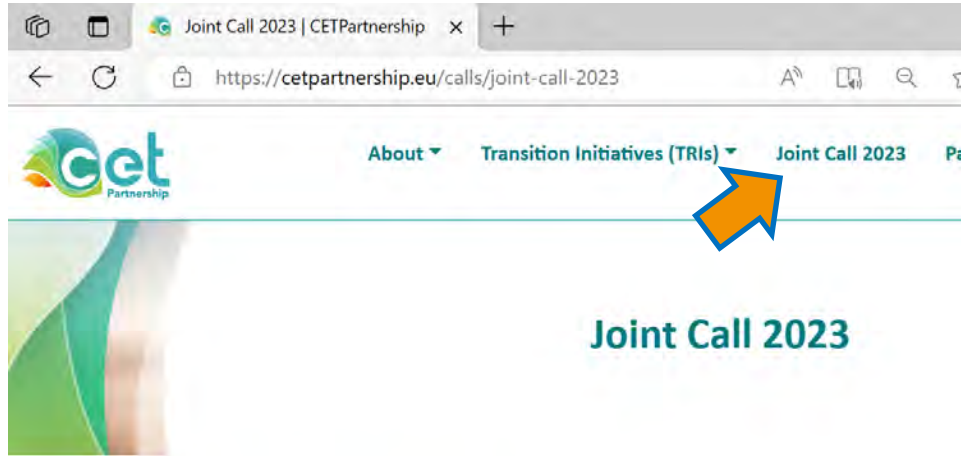 Joint Call 2023 | CETPartnership
https://cetpartnership.eu/calls/joint-call-2023
cet
Partnership
About
Transition Initiatives (TRIs)
Joint Call 2023
Pa
Joint Call 2023